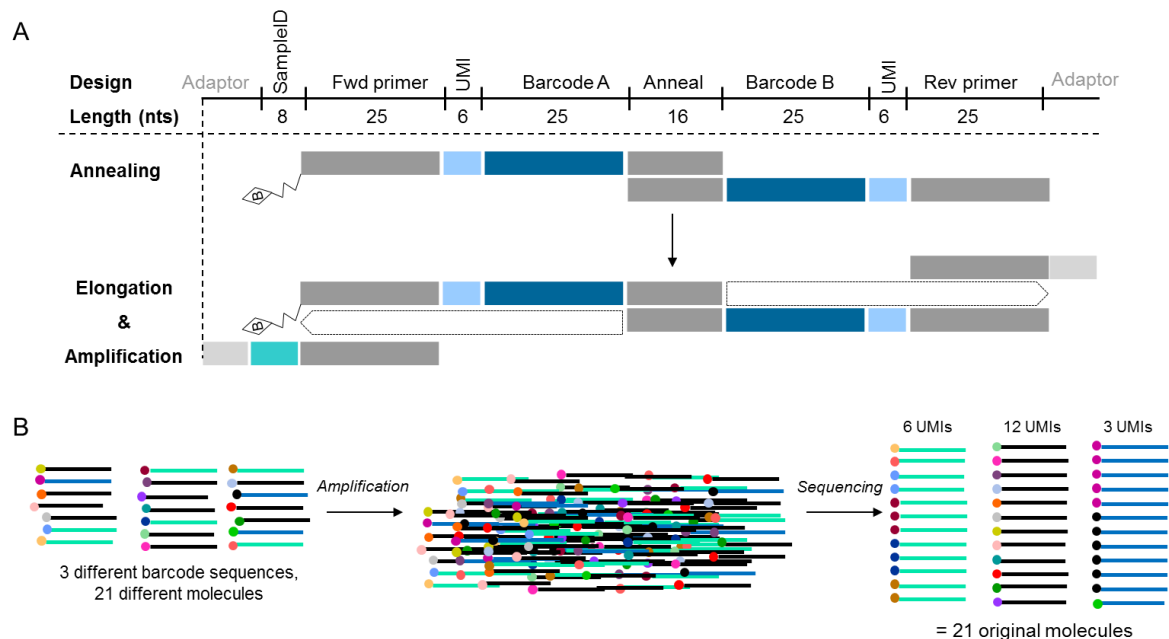 A
Design
Adaptor
SampleID
Fwd primer
UMI
Barcode A
Anneal
Barcode B
UMI
Rev primer
Adaptor
Length (nts)
8
25
6
25
16
25
6
25
Annealing
B
Elongation
&
Amplification
B
B
6 UMIs
12 UMIs
3 UMIs
Amplification
Sequencing
3 different barcode sequences,
21 different molecules
= 21 original molecules